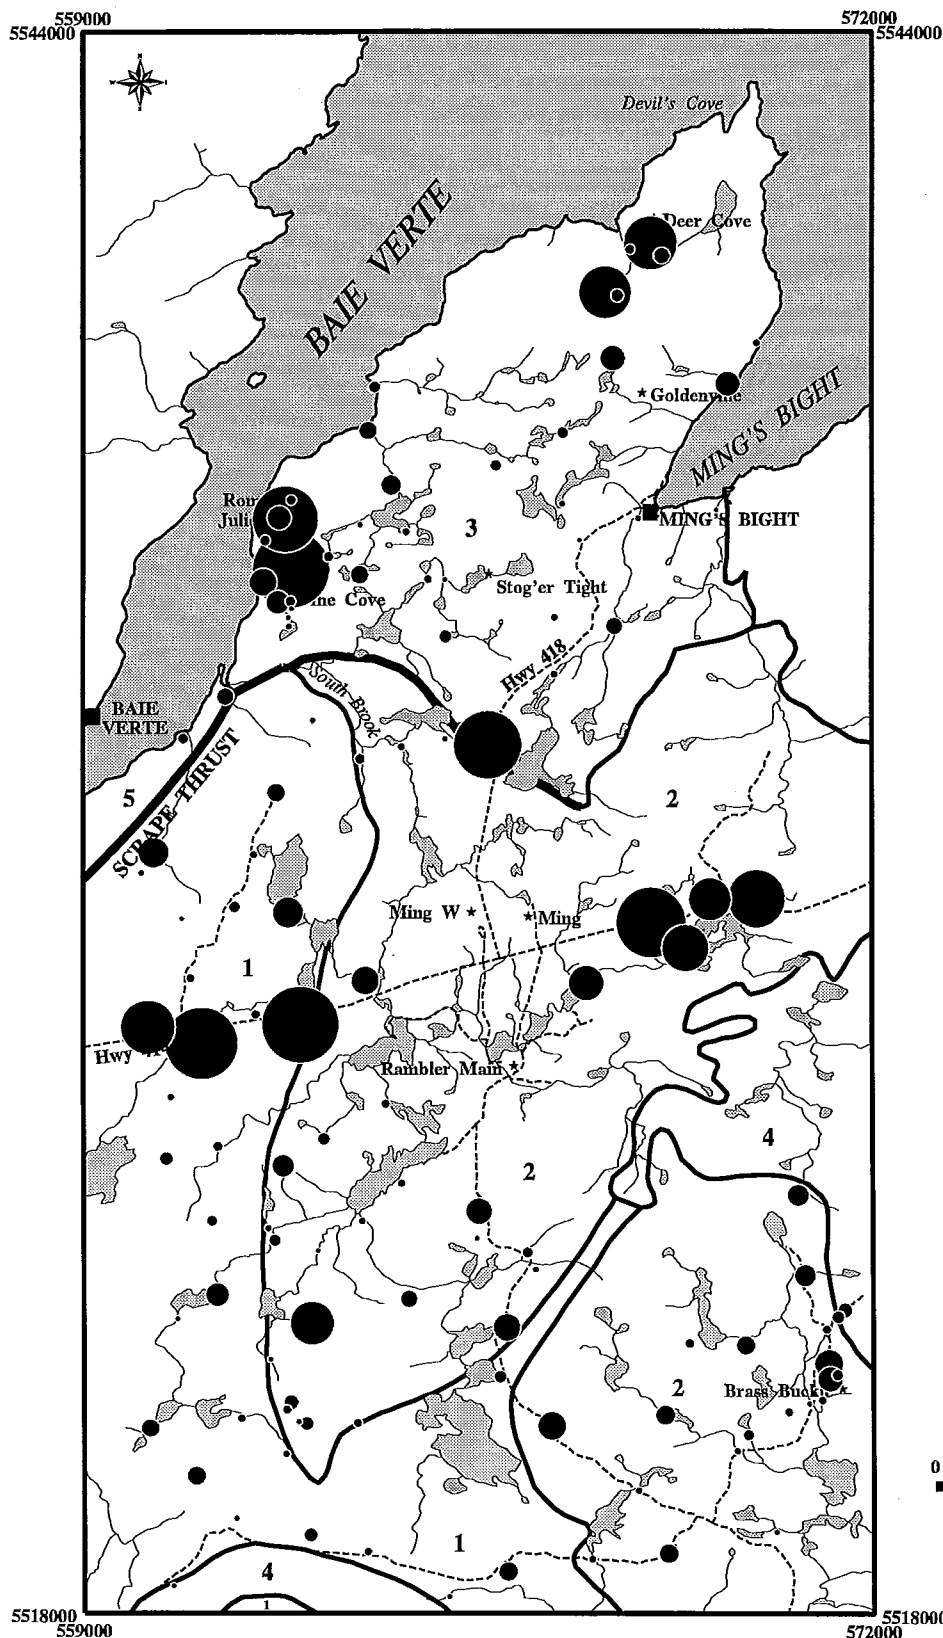 559000
572000
5544000
5544000
N
W
S
Devil's Cove
Deer Cove
BAIE VERTE
Goldenville
MING'S BIGHT
3
MING'S BIGHT
Stog'er Tight
Cove
Hwy 418
South Brook
BAIE
VERTE
SCRAPE THRUST
5
2
Ming W
Ming
1
Hwy
Rambler Main
4
2
2
Brass Buckle
0
1
4
1
5518000
5518000
559000
572000